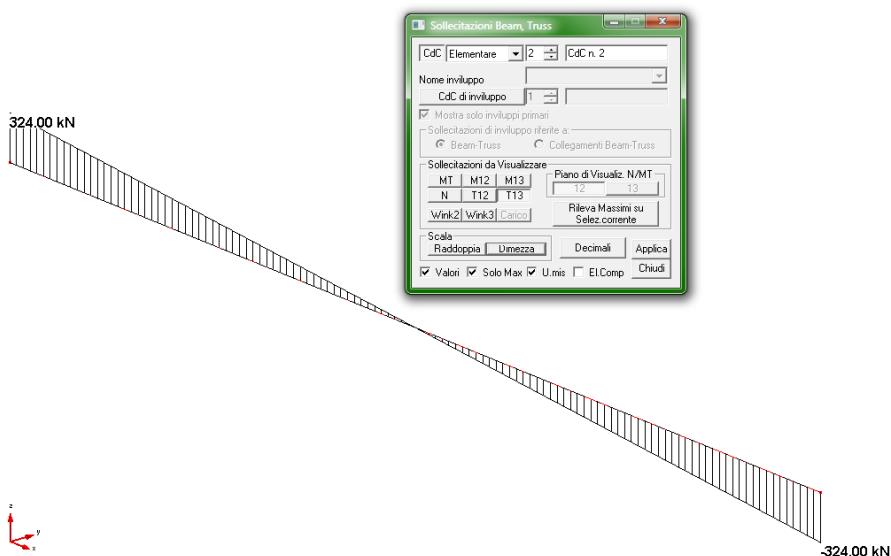 Sollecitazioni Beam, Truss
CdC Elementare 2 CdC n. 2
Nome inviluppo
CdC di inviluppo 1
Mostra solo inviluppi primari
Sollecitazioni di inviluppo riferite a:
Beam-Truss Collegamenti Beam-Truss
Sollecitazioni da Visualizzare
MT M12 M13
Piano di Visualiz. N/MT
N T12 T13
12 13
Wink2 Wink3 Carico
Rileva Massimi su
Selez.corrente
Scala
Raddoppia Dimezza
Decimali Applica
Valori Solo Max U.mis El.Comp Chiudi
324.00 kN
-324.00 kN
z
y
x